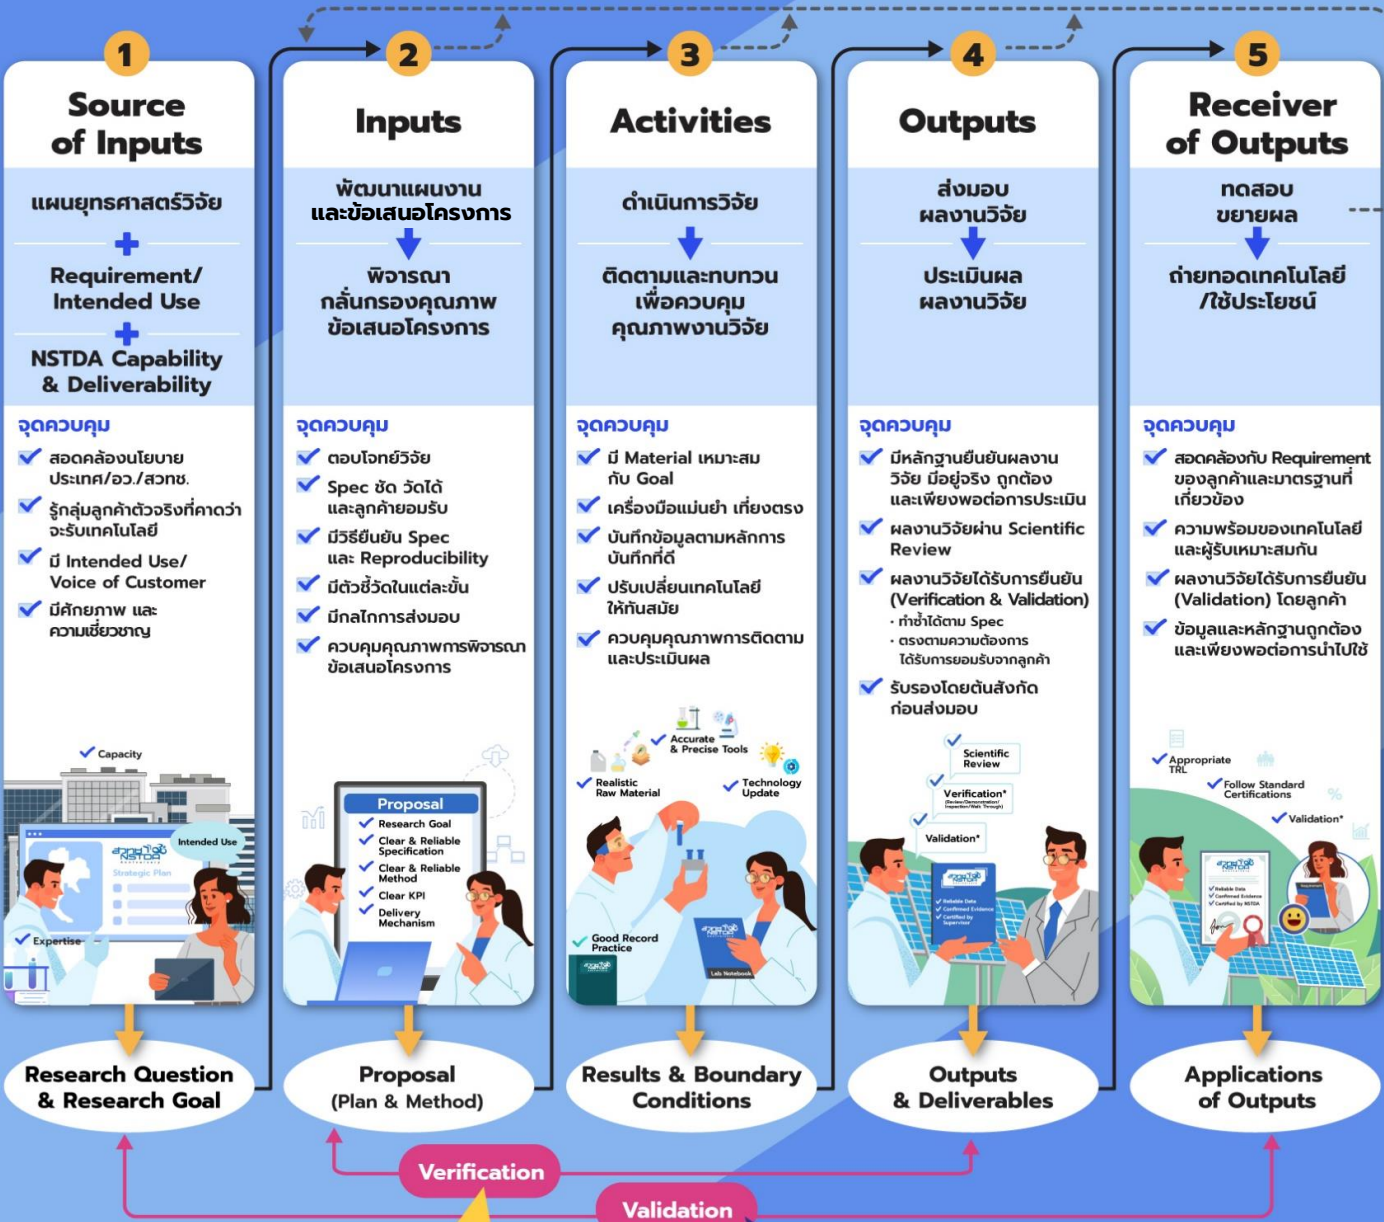 1
Source
of Inputs
แผนยุทธศาสตร์วิจัย
Requirement/
Intended Use
NSTDA Capability
& Deliverability
จุดควบคุม
สอดคล้องนโยบาย
ประเทศ/อว./สวทช.
รู้กลุ่มลูกค้าตัวจริงที่คาดว่า
จะรับเทคโนโลยี
มี Intended Use/
Voice of Customer
มีศักยภาพ และ
ความเชี่ยวชาญ
Capacity
Intended Use
สวทช
NSTDA
Strategic Plan
Expertise
Research Question
& Research Goal
2
Inputs
พัฒนาแผนงาน
และข้อเสนอโครงการ
พิจารณา
กลั่นกรองคุณภาพ
ข้อเสนอโครงการ
จุดควบคุม
ตอบโจทย์วิจัย
Spec ชัด วัดได้
และลูกค้ายอมรับ
มีวิธียืนยัน Spec
และ Reproducibility
มีตัวชี้วัดในแต่ละขั้น
มีกลไกการส่งมอบ
ควบคุมคุณภาพการพิจารณา
ข้อเสนอโครงการ
Proposal
Research Goal
Clear & Reliable
Specification
Clear & Reliable
Method
Clear KPI
Delivery
Mechanism
Proposal
(Plan & Method)
3
Activities
ดำเนินการวิจัย
ติดตามและทบทวน
เพื่อควบคุม
คุณภาพงานวิจัย
จุดควบคุม
มี Material เหมาะสม
กับ Goal
เครื่องมือแม่นยำ เที่ยงตรง
บันทึกข้อมูลตามหลักการ
บันทึกที่ดี
ปรับเปลี่ยนเทคโนโลยี
ให้ทันสมัย
ควบคุมคุณภาพการติดตาม
และประเมินผล
Accurate
& Precise Tools
Realistic
Raw Material
Technology
Update
Good Record
Practice
สวทช
NSTDA
Lab Notebook
Results & Boundary
Conditions
4
Outputs
ส่งมอบ
ผลงานวิจัย
ประเมินผล
ผลงานวิจัย
จุดควบคุม
มีหลักฐานยืนยันผลงาน
วิจัย มีอยู่จริง ถูกต้อง
และเพียงพอต่อการประเมิน
ผลงานวิจัยผ่าน Scientific
Review
ผลงานวิจัยได้รับการยืนยัน
(Verification & Validation)
· ทำซ้ำได้ตาม Spec
· ตรงตามความต้องการ
ได้รับการยอมรับจากลูกค้า
รับรองโดยต้นสังกัด
ก่อนส่งมอบ
Scientific
Review
Verification*
(Review/Demonstration/
Inspection/Walk Through)
Validation*
สวทช
NSTDA
Reliable Data
Confirmed Evidence
Certified by
Supervisor
Outputs
& Deliverables
5
Receiver
of Outputs
ทดสอบ
ขยายผล
ถ่ายทอดเทคโนโลยี
/ใช้ประโยชน์
จุดควบคุม
สอดคล้องกับ Requirement
ของลูกค้าและมาตรฐานที่
เกี่ยวข้อง
ความพร้อมของเทคโนโลยี
และผู้รับเหมาะสมกัน
ผลงานวิจัยได้รับการยืนยัน
(Validation) โดยลูกค้า
ข้อมูลและหลักฐานถูกต้อง
และเพียงพอต่อการนำไปใช้
Appropriate
TRL
Follow Standard
Certifications
%
Validation*
สวทช
NSTDA
Reliable Data
Confirmed Evidence
Certified by NSTDA
Applications
of Outputs
Verification
Validation